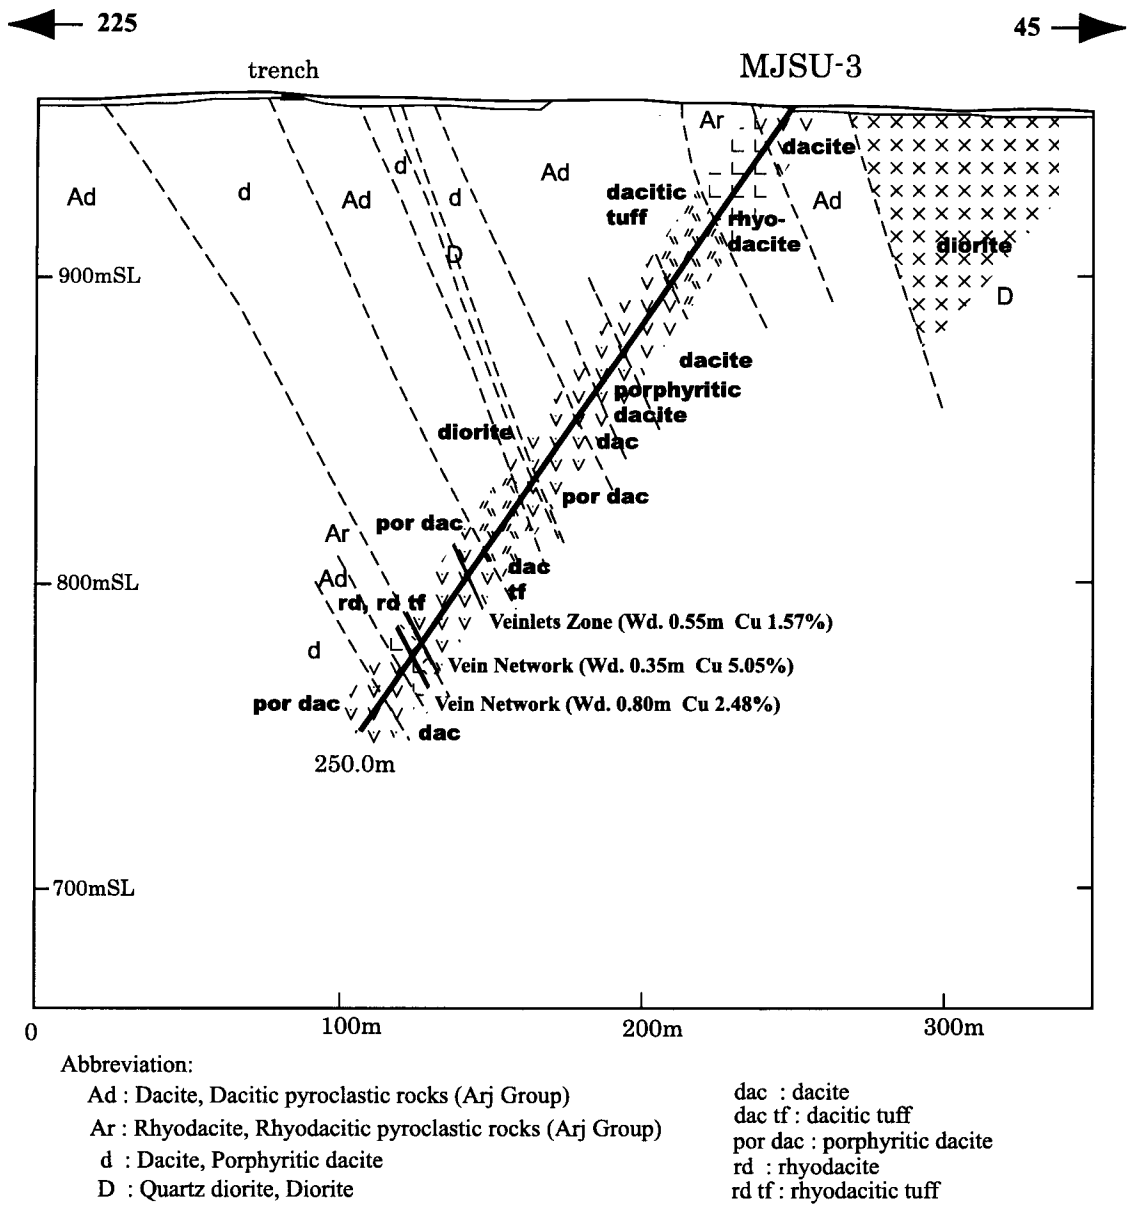 225
45
trench
MJSU-3
Ar
dacite
d
Ad
d
Ad
d
Ad
dacitic
tuff
Ad
rhyo-
dacite
diorite
D
900mSL
D
dacite
porphyritic
dacite
diorite
dac
por dac
por dac
Ar
dac
tf
800mSL
Ad
rd, rd tf
Veinlets Zone (Wd. 0.55m Cu 1.57%)
d
Vein Network (Wd. 0.35m Cu 5.05%)
por dac
Vein Network (Wd. 0.80m Cu 2.48%)
dac
250.0m
700mSL
0
100m
200m
300m
Abbreviation:
Ad : Dacite, Dacitic pyroclastic rocks (Arj Group)
Ar : Rhyodacite, Rhyodacitic pyroclastic rocks (Arj Group)
d : Dacite, Porphyritic dacite
D : Quartz diorite, Diorite
dac : dacite
dac tf : dacitic tuff
por dac : porphyritic dacite
rd : rhyodacite
rd tf : rhyodacitic tuff